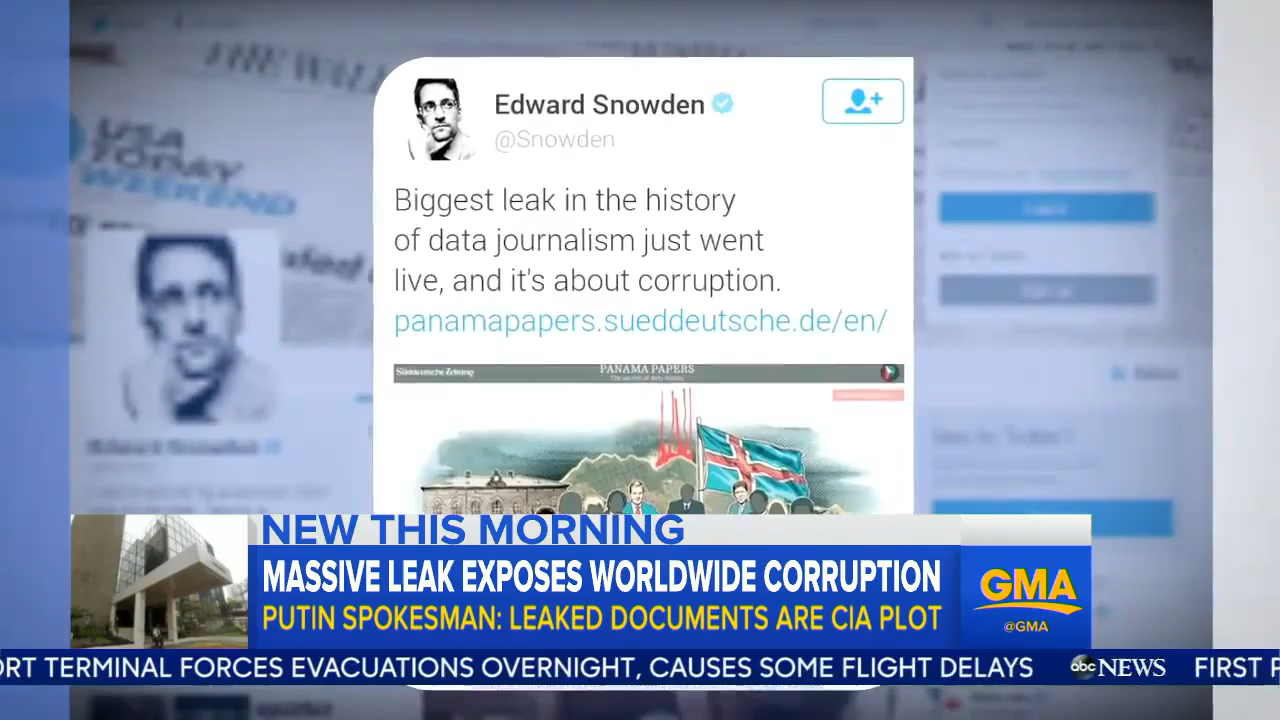 THE WALL
USA
TODAY
WEEKEND
Edward Snowden
@Snowden
Biggest leak in the history
of data journalism just went
live, and it's about corruption.
panamapapers.sueddeutsche.de/en/
Süddeutsche Zeitung
PANAMA PAPERS
NEW THIS MORNING
MASSIVE LEAK EXPOSES WORLDWIDE CORRUPTION
PUTIN SPOKESMAN: LEAKED DOCUMENTS ARE CIA PLOT
GMA
@GMA
ORT TERMINAL FORCES EVACUATIONS OVERNIGHT, CAUSES SOME FLIGHT DELAYS abc NEWS FIRST